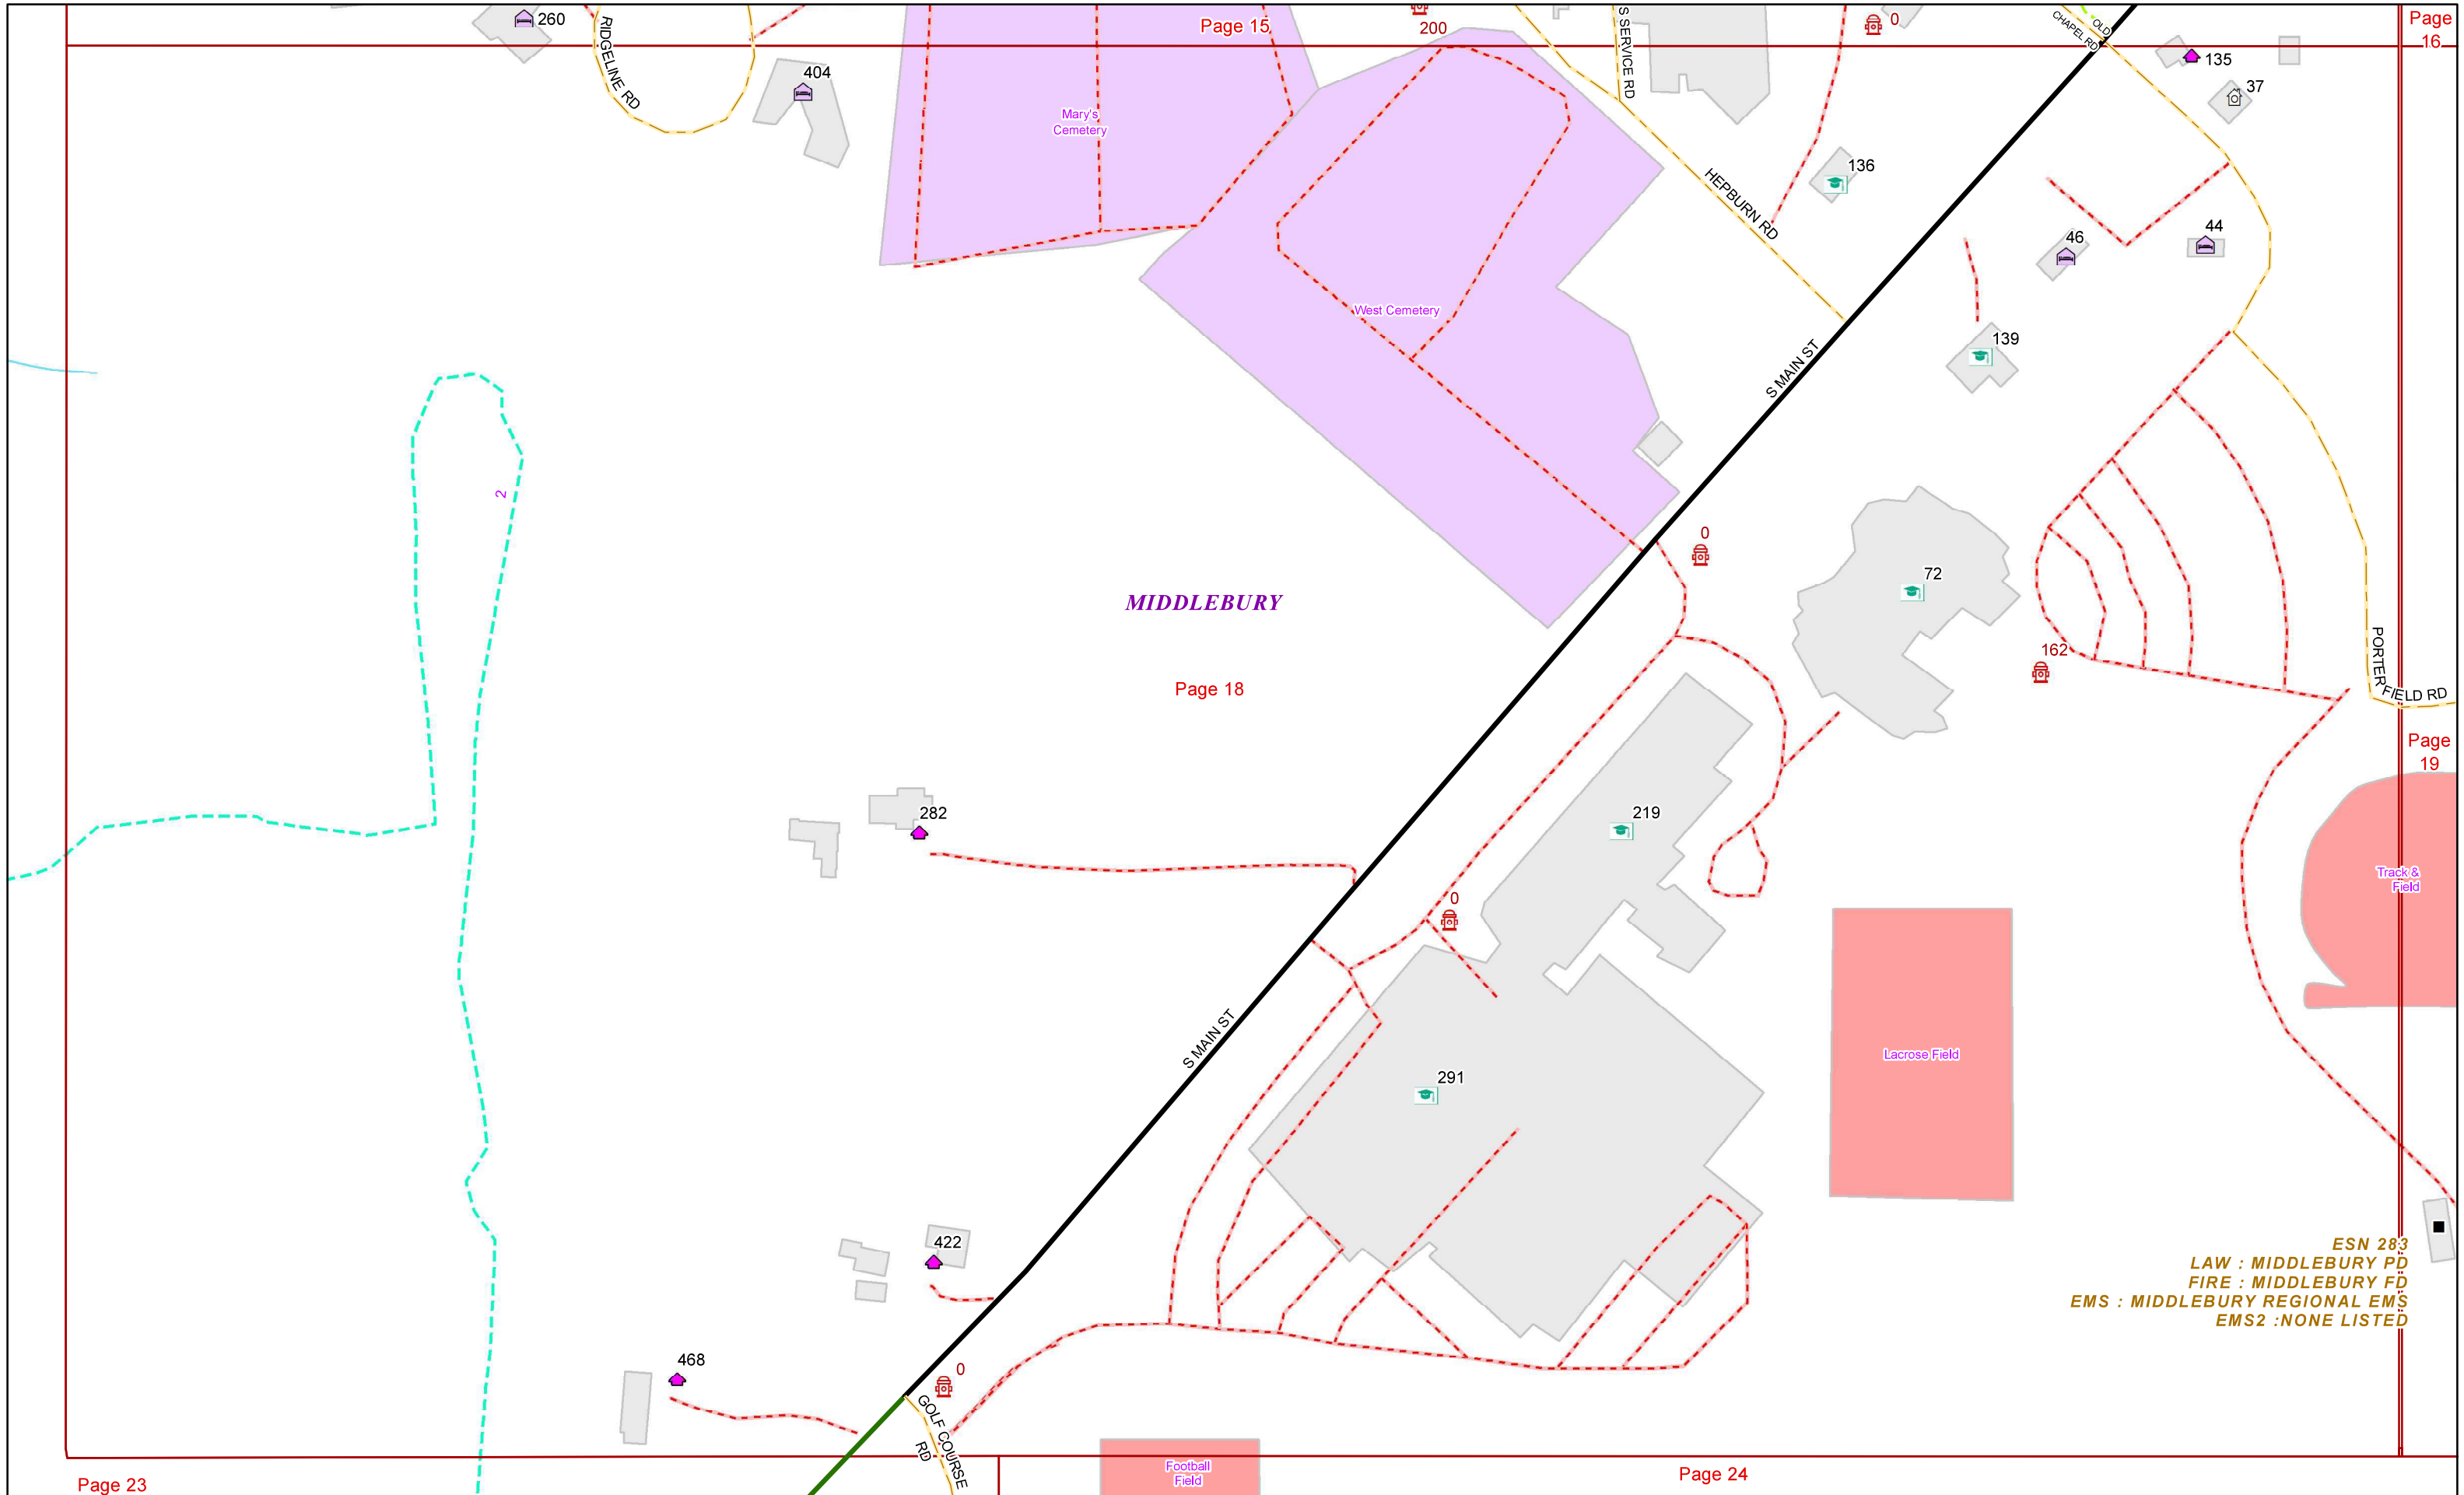 260
RIDGELINE RD
404
Page 15
200
S SERVICE RD
0
CHAPEL RD
OLD
Page
16
135
37
Mary's
Cemetery
136
HEPBURN RD
46
44
West Cemetery
139
S MAIN ST
2
0
72
MIDDLEBURY
162
PORTER
FIELD RD
Page 18
Page
19
282
219
Track &
Field
0
S MAIN ST
Lacrose Field
291
422
ESN 283
LAW : MIDDLEBURY PD
FIRE : MIDDLEBURY FD
EMS : MIDDLEBURY REGIONAL EMS
EMS2 :NONE LISTED
468
0
GOLF COURSE
RD
Football
Field
Page 23
Page 24